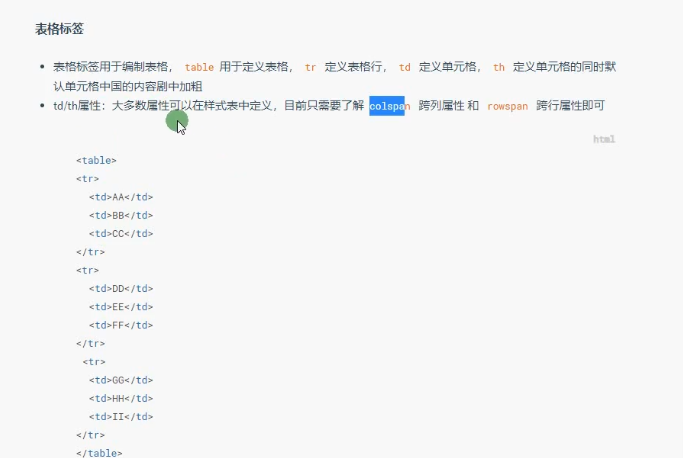 表格标签
表格标签用于编制表格， table 用于定义表格， tr 定义表格行， td 定义单元格， th 定义单元格的同时默
认单元格中国的内容剧中加粗
td/th属性：大多数属性可以在样式表中定义，目前只需要了解 colspan 跨列属性 和 rowspan 跨行属性即可
html
<table>
<tr>
<td>AA</td>
<td>BB</td>
<td>CC</td>
</tr>
<tr>
<td>DD</td>
<td>EE</td>
<td>FF</td>
</tr>
<tr>
<td>GG</td>
<td>HH</td>
<td>II</td>
</tr>
</table>